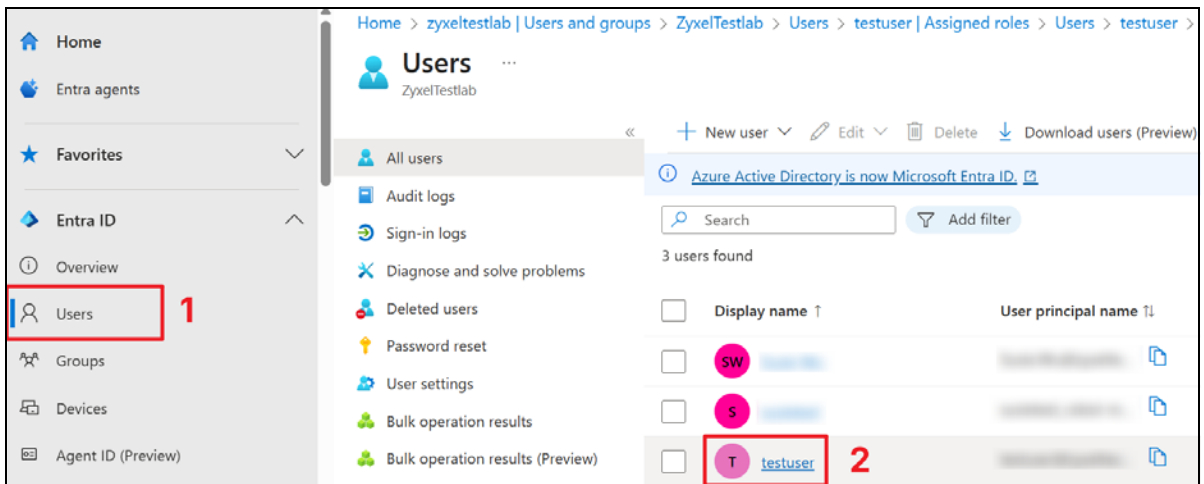 Home
Entra agents
Favorites
Entra ID
Overview
Users
1
Groups
Devices
Agent ID (Preview)
Home > zyxeltestlab | Users and groups > ZyxelTestlab > Users > testuser | Assigned roles > Users > testuser >
Users ...
ZyxelTestlab
«
All users
Audit logs
Sign-in logs
Diagnose and solve problems
Deleted users
Password reset
User settings
Bulk operation results
Bulk operation results (Preview)
New user Edit Delete Download users (Preview)
Azure Active Directory is now Microsoft Entra ID.
Search Add filter
3 users found
Display name ↑ User principal name ↑↓
SW
S
T testuser 2